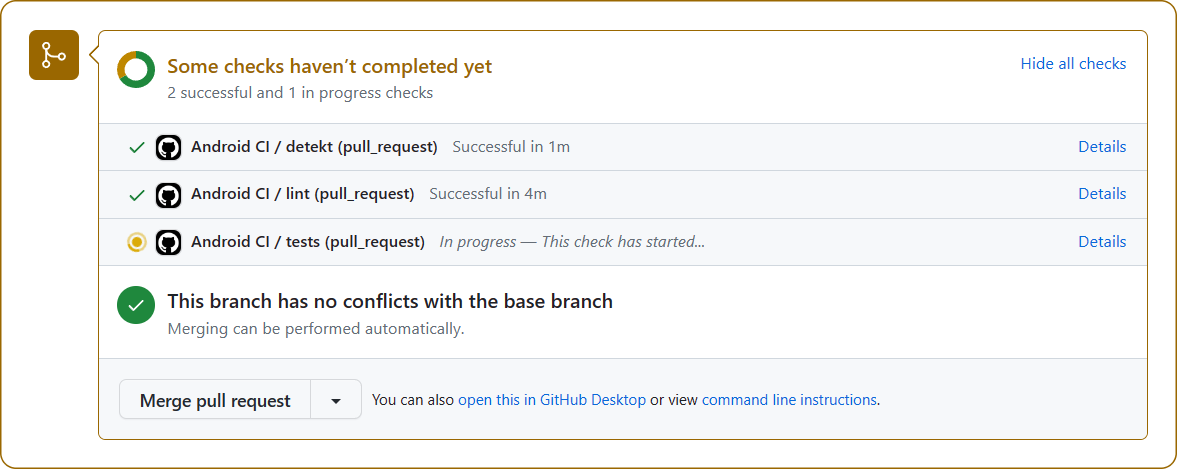 Some checks haven’t completed yet
Hide all checks
2 successful and 1 in progress checks
Android CI / detekt (pull_request) Successful in 1m Details
Android CI / lint (pull_request) Successful in 4m Details
Android CI / tests (pull_request) In progress — This check has started... Details
This branch has no conflicts with the base branch
Merging can be performed automatically.
Merge pull request You can also open this in GitHub Desktop or view command line instructions.